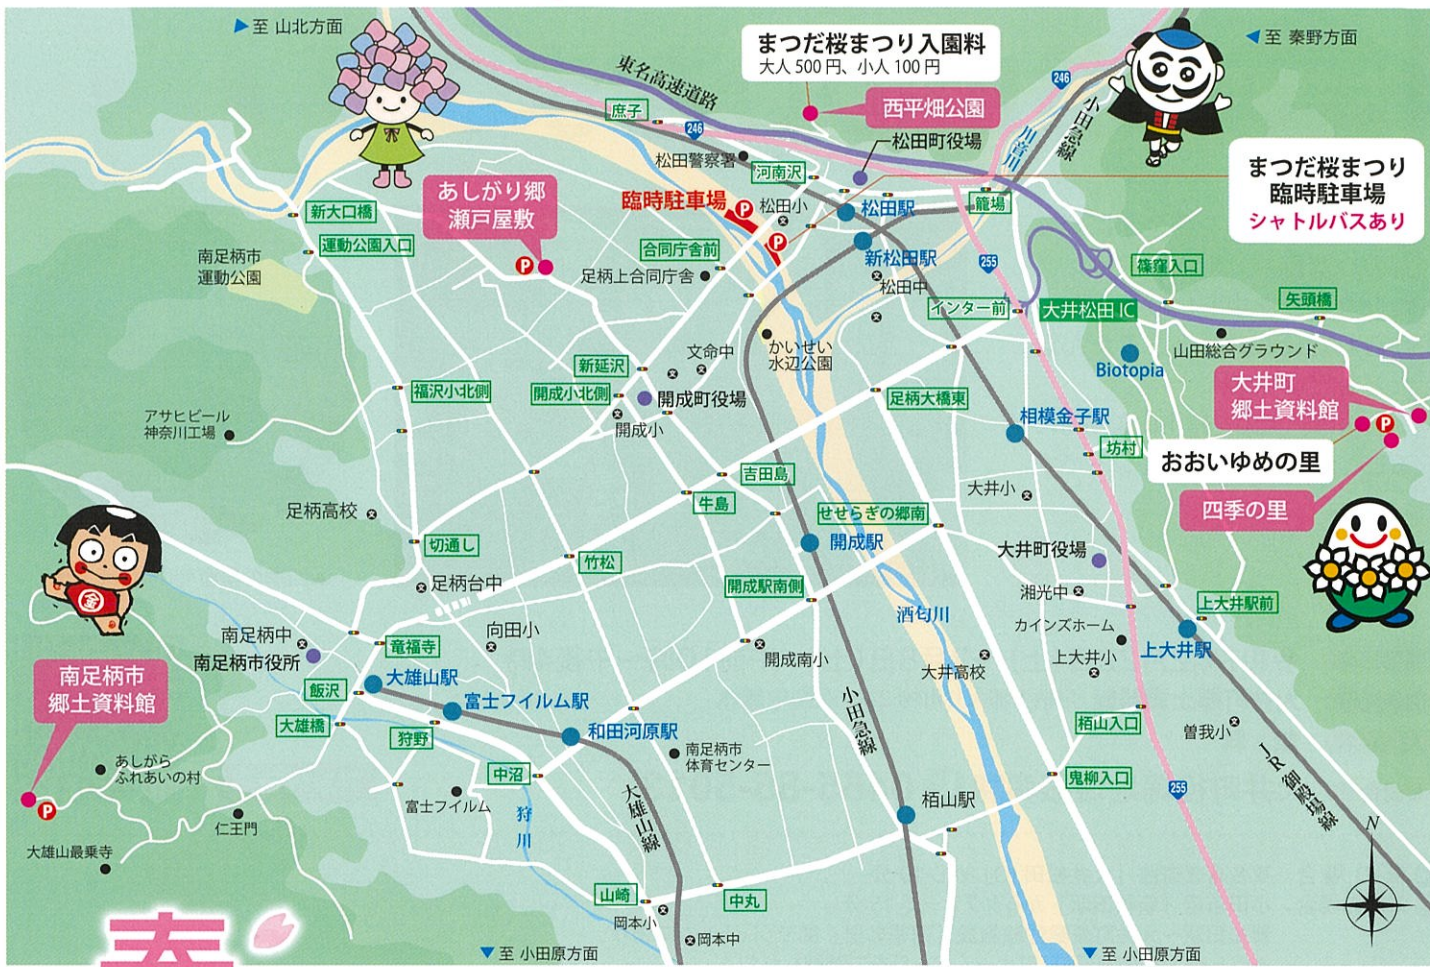 至 山北方面
東名高速道路
まつだ桜まつり入園料
大人 500 円、小人 100 円
西平畑公園
至 秦野方面
246
小田急線
川音川
庶子
246
松田警察署
河南沢
松田町役場
まつだ桜まつり
臨時駐車場
シャトルバスあり
あしがり郷
瀬戸屋敷
臨時駐車場
P
松田小
松田駅
籠場
新大口橋
運動公園入口
南足柄市
運動公園
P
合同庁舎前
足柄上合同庁舎
P
新松田駅
松田中
255
篠窪入口
インター前
大井松田 IC
矢頭橋
かいせい
水辺公園
山田総合グラウンド
Biotopia
文命中
新延沢
福沢小北側
開成小北側
開成町役場
開成小
足柄大橋東
相模金子駅
大井町
郷土資料館
P
アサヒビール
神奈川工場
坊村
おおいゆめの里
四季の里
吉田島
牛島
大井小
足柄高校
せせらぎの郷南
切通し
竹松
開成駅
大井町役場
足柄台中
開成駅南側
湘光中
上大井駅前
酒匂川
カインズホーム
金
南足柄中
南足柄市役所
向田小
竜福寺
開成南小
大井高校
上大井小
上大井駅
南足柄市
郷土資料館
飯沢
大雄山駅
富士フイルム駅
小田急線
大雄橋
狩野
和田河原駅
栢山入口
曽我小
あしがら
ふれあいの村
中沼
南足柄市
体育センター
鬼柳入口
JR御殿場線
P
富士フイルム
狩川
大雄山線
栢山駅
255
仁王門
大雄山最乗寺
N
山崎
中丸
岡本小
岡本中
春
至 小田原方面
至 小田原方面